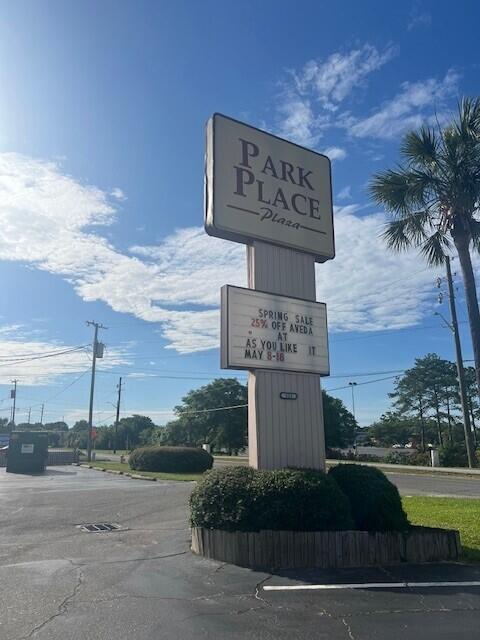 PARK
PLACE
Plaza
SPRING SALE
25% OFF AVEDA
AT
AS YOU LIKE IT
MAY 8-18